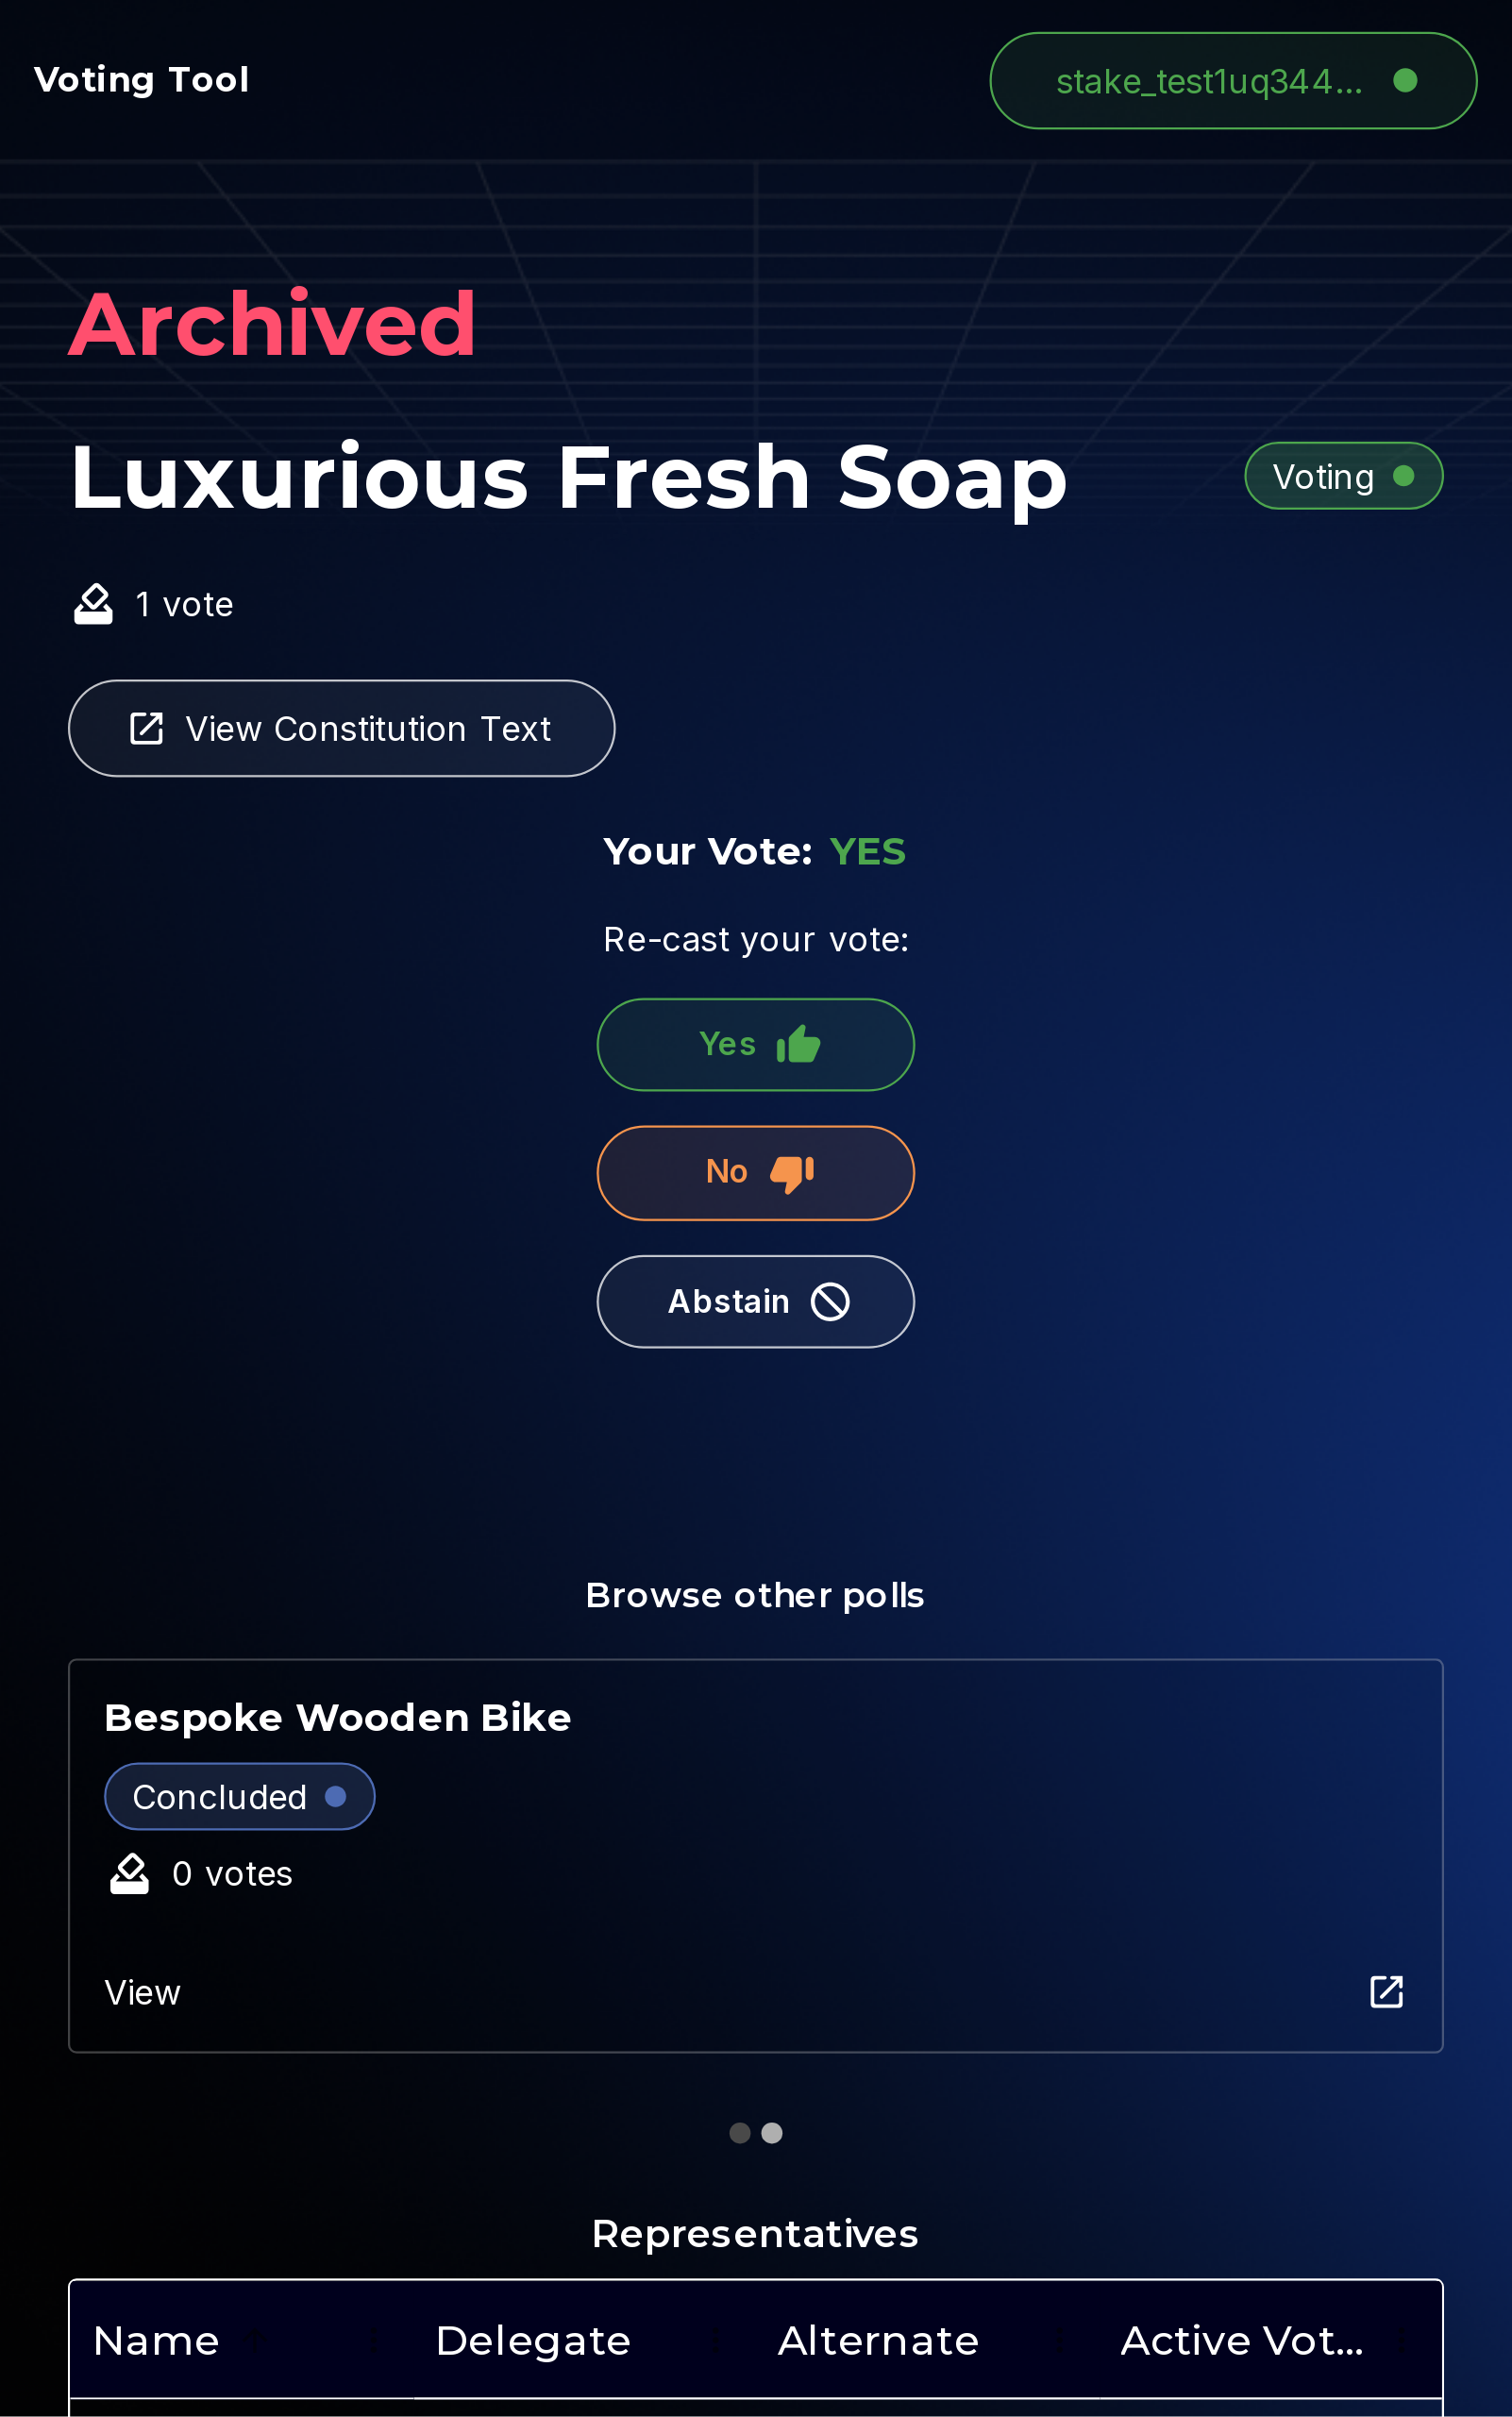 Voting Tool
stake_test1uq344...
Archived
Luxurious Fresh Soap
Voting
1 vote
View Constitution Text
Your Vote: YES
Re-cast your vote:
Yes
No
Abstain
Browse other polls
Bespoke Wooden Bike
Concluded
0 votes
View
Representatives
Name Delegate Alternate Active Vot...